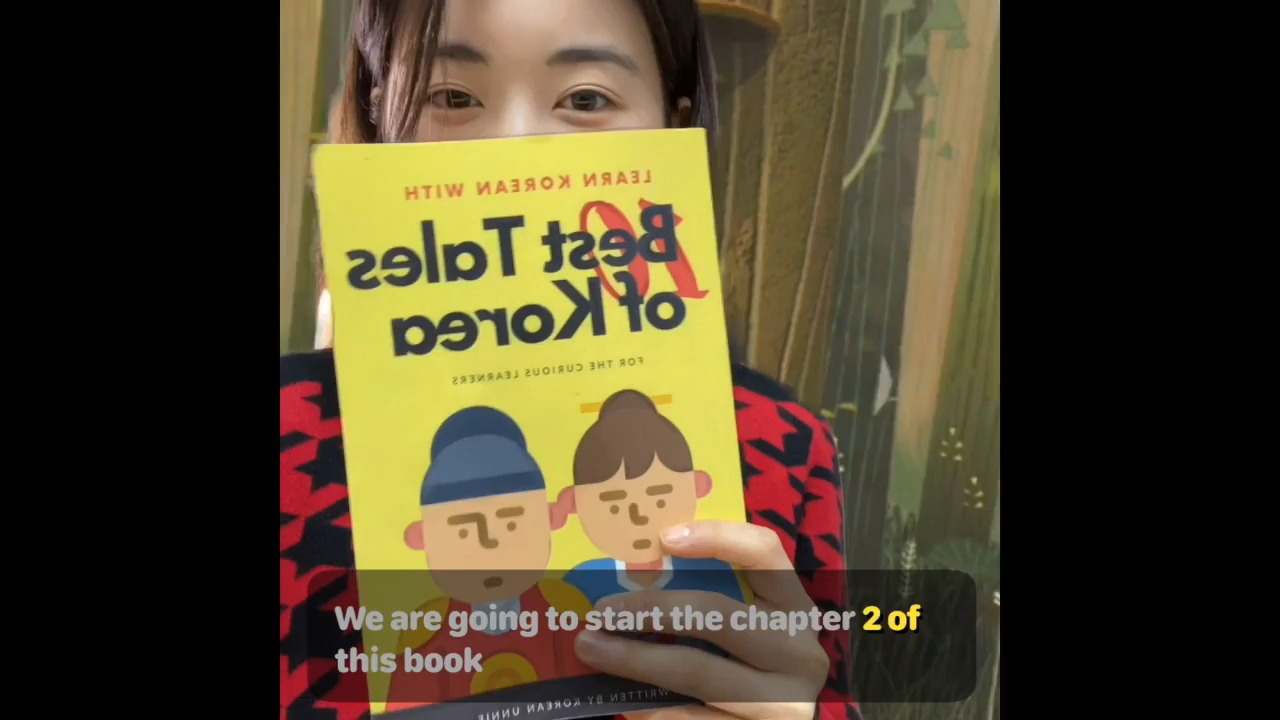 LEARN KOREAN WITH
10
Best Tales
of Korea
FOR THE CURIOUS LEARNERS
We are going to start the chapter 2 of
this book
WRITTEN BY KOREAN UNNIE